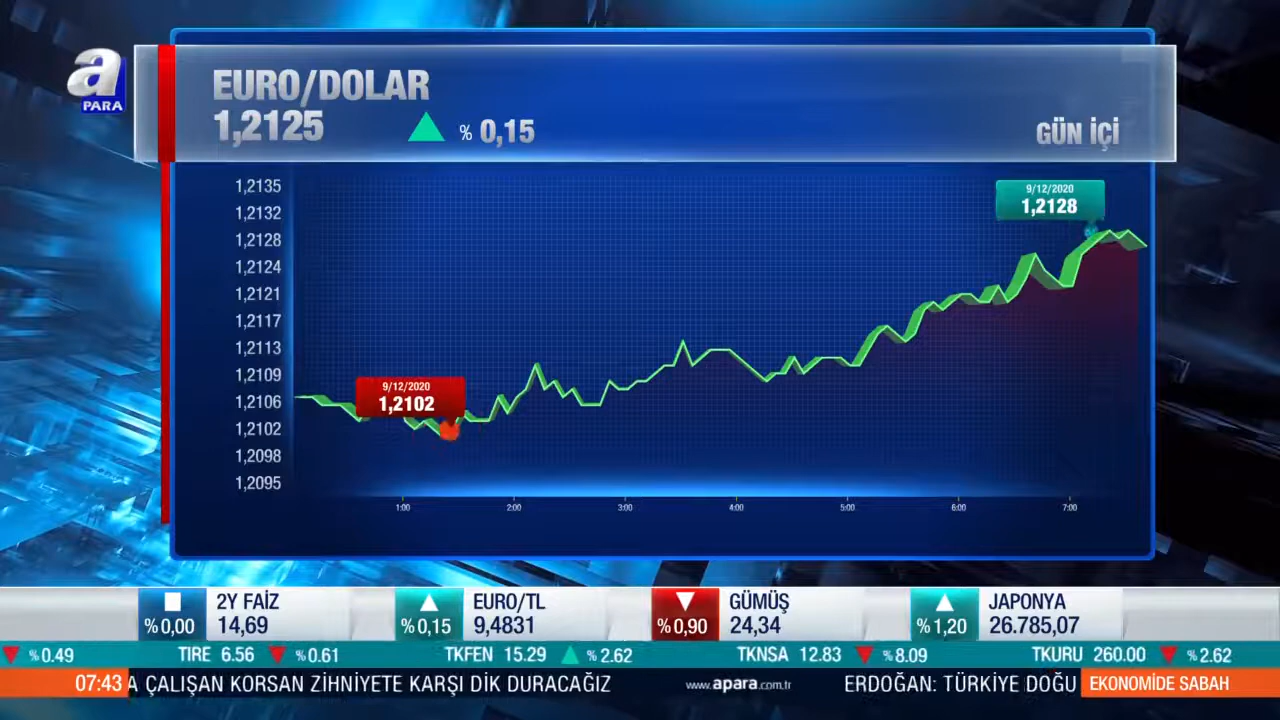 a
PARA
EURO/DOLAR
1,2125 % 0,15
GÜN İÇİ
1,2135
1,2132
1,2128
1,2124
1,2121
1,2117
1,2113
1,2109
1,2106
1,2102
1,2098
1,2095
9/12/2020
1,2102
9/12/2020
1,2128
1:00 2:00 3:00 4:00 5:00 6:00 7:00
%0,00 2Y FAİZ 14,69
%0,15 EURO/TL 9,4831
%0,90 GÜMÜŞ 24,34
%1,20 JAPONYA 26.785,07
%0.49 TIRE 6.56 %0.61 TKFEN 15.29 %2.62 TKNSA 12.83 %8.09 TKURU 260.00 %2.62
07:43 A ÇALIŞAN KORSAN ZİHNİYETE KARŞI DİK DURACAĞIZ www.apara.com.tr ERDOĞAN: TÜRKİYE DOĞU EKONOMİDE SABAH